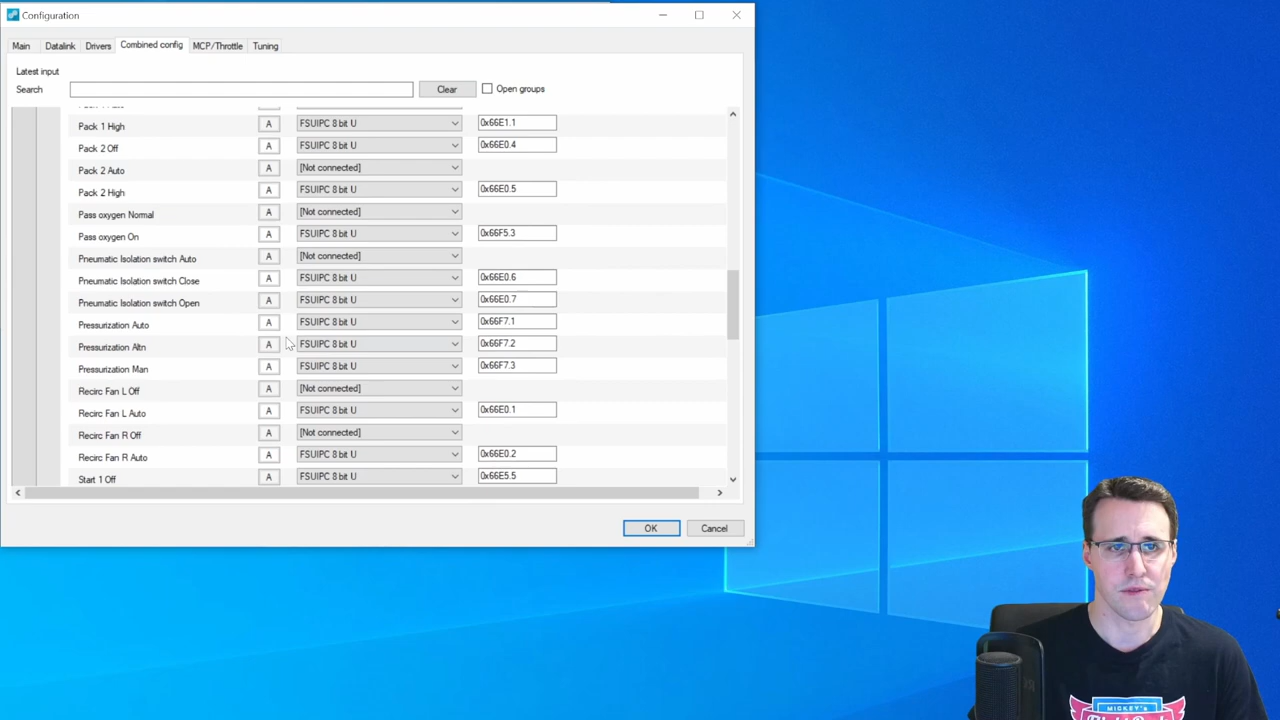 Configuration
Main Datalink Drivers Combined config MCP/Throttle Tuning
Latest input
Search Clear Open groups
Pack 1 High A FSUIPC 8 bit U 0x66E1.1
Pack 2 Off A FSUIPC 8 bit U 0x66E0.4
Pack 2 Auto A [Not connected]
Pack 2 High A FSUIPC 8 bit U 0x66E0.5
Pass oxygen Normal A [Not connected]
Pass oxygen On A FSUIPC 8 bit U 0x66F5.3
Pneumatic Isolation switch Auto A [Not connected]
Pneumatic Isolation switch Close A FSUIPC 8 bit U 0x66E0.6
Pneumatic Isolation switch Open A FSUIPC 8 bit U 0x66E0.7
Pressurization Auto A FSUIPC 8 bit U 0x66F7.1
Pressurization Altn A FSUIPC 8 bit U 0x66F7.2
Pressurization Man A FSUIPC 8 bit U 0x66F7.3
Recirc Fan L Off A [Not connected]
Recirc Fan L Auto A FSUIPC 8 bit U 0x66E0.1
Recirc Fan R Off A [Not connected]
Recirc Fan R Auto A FSUIPC 8 bit U 0x66E0.2
Start 1 Off A FSUIPC 8 bit U 0x66E5.5
OK Cancel
MICKEY's